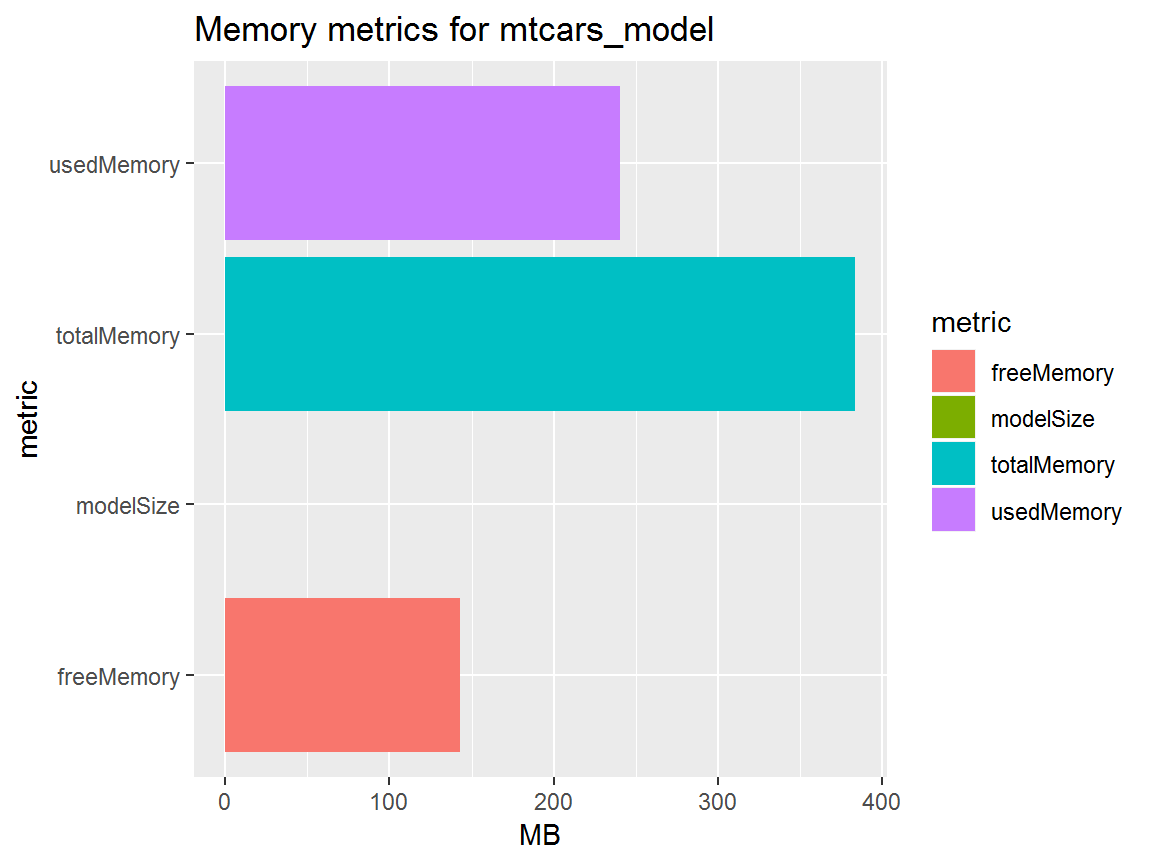 Memory metrics for mtcars_model
usedMemory
totalMemory
modelSize
freeMemory
metric
0 100 200 300 400
MB
metric
freeMemory
modelSize
totalMemory
usedMemory